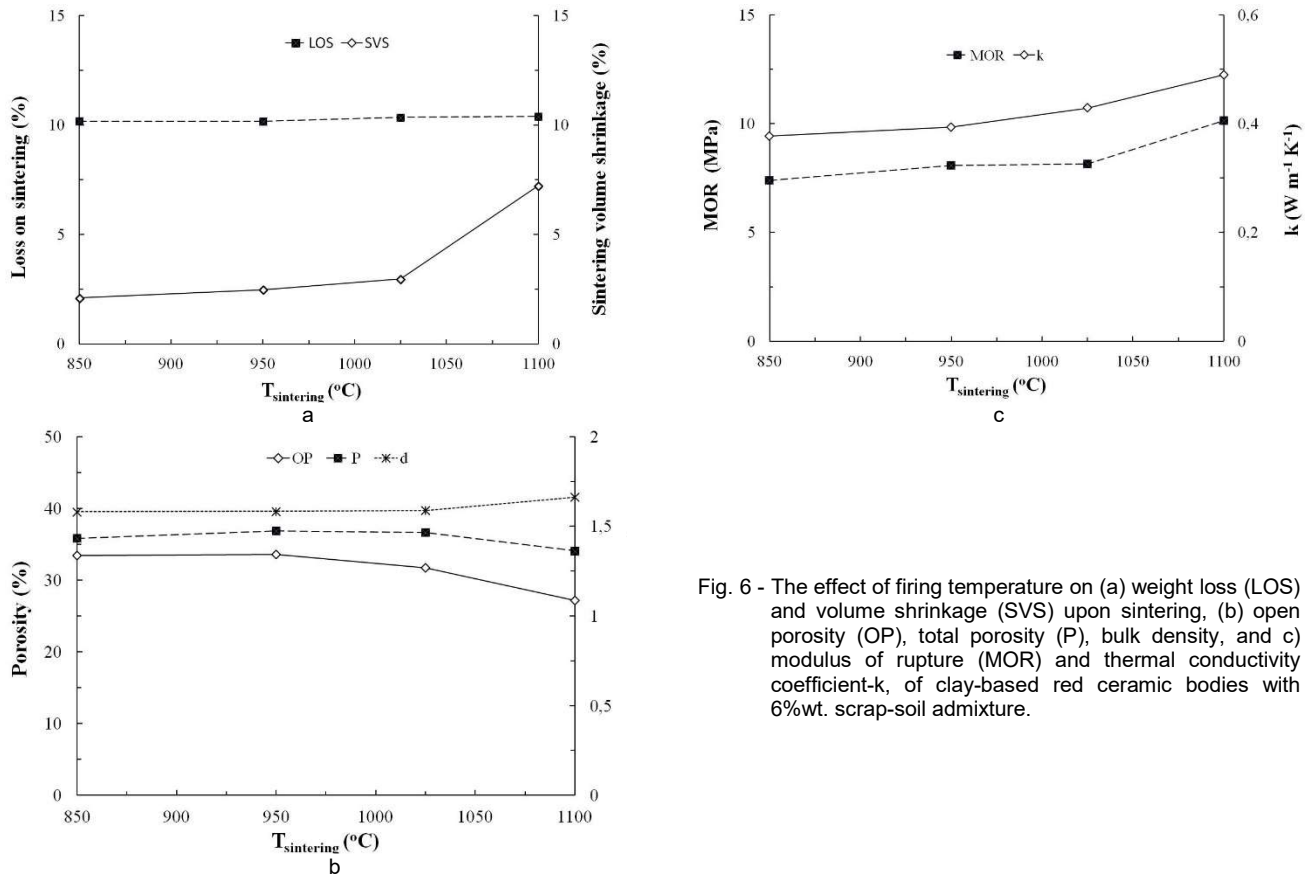 15
10
5
0
LOS SVS
15
10
5
0
Loss on sintering (%)
Sintering volume shrinkage (%)
850 900 950 1000 1050 1100
Tsintering (°C)
a
15
10
5
0
MOR k
0,6
0,4
0,2
0
MOR (MPa)
k (W m-1 K-1)
850 900 950 1000 1050 1100
Tsintering (°C)
c
50
40
30
20
10
0
OP P d
2
1,5
1
0,5
0
Porosity (%)
850 900 950 1000 1050 1100
Tsintering (°C)
b
Fig. 6 - The effect of firing temperature on (a) weight loss (LOS)
and volume shrinkage (SVS) upon sintering, (b) open
porosity (OP), total porosity (P), bulk density, and c)
modulus of rupture (MOR) and thermal conductivity
coefficient-k, of clay-based red ceramic bodies with
6%wt. scrap-soil admixture.